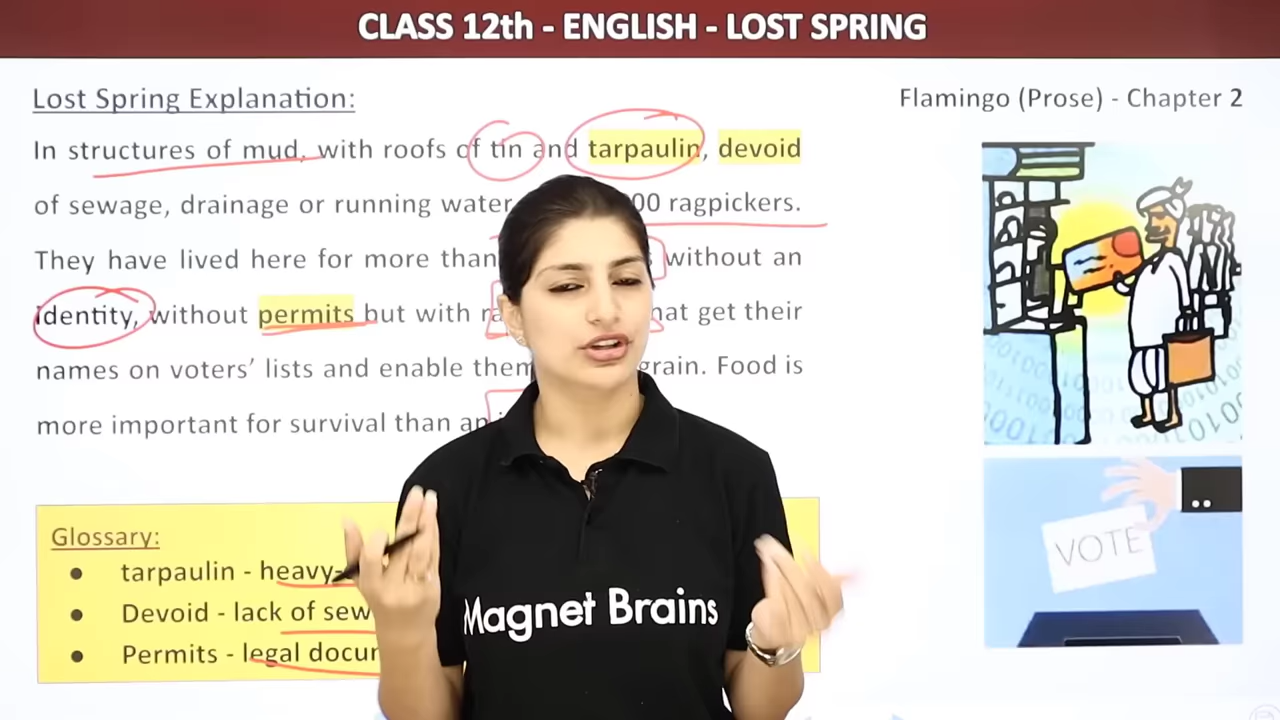 CLASS 12th - ENGLISH - LOST SPRING
Lost Spring Explanation:
Flamingo (Prose) - Chapter 2
In structures of mud, with roofs of tin and tarpaulin, devoid
of sewage, drainage or running water 00 ragpickers.
They have lived here for more than without an
identity, without permits but with get their
names on voters’ lists and enable them grain. Food is
more important for survival than an
Glossary:
● tarpaulin - heavy-
● Devoid - lack of
● Permits - legal
VOTE
Magnet Brains